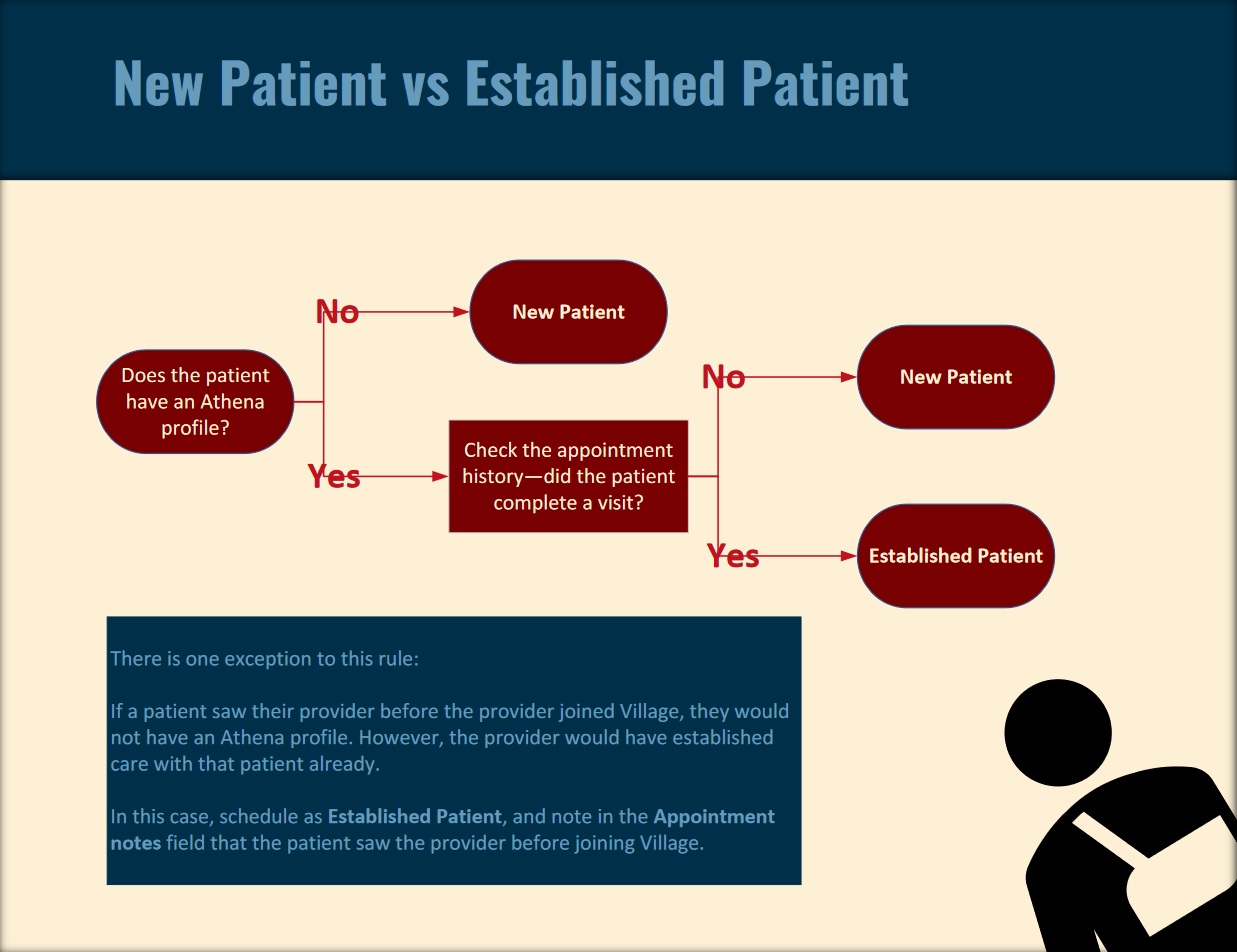 New Patient vs Established Patient
No
New Patient
Does the patient
have an Athena
profile?
Yes
Check the appointment
history—did the patient
complete a visit?
No
New Patient
Yes
Established Patient
There is one exception to this rule:
If a patient saw their provider before the provider joined Village, they would
not have an Athena profile. However, the provider would have established
care with that patient already.
In this case, schedule as Established Patient, and note in the Appointment
notes field that the patient saw the provider before joining Village.